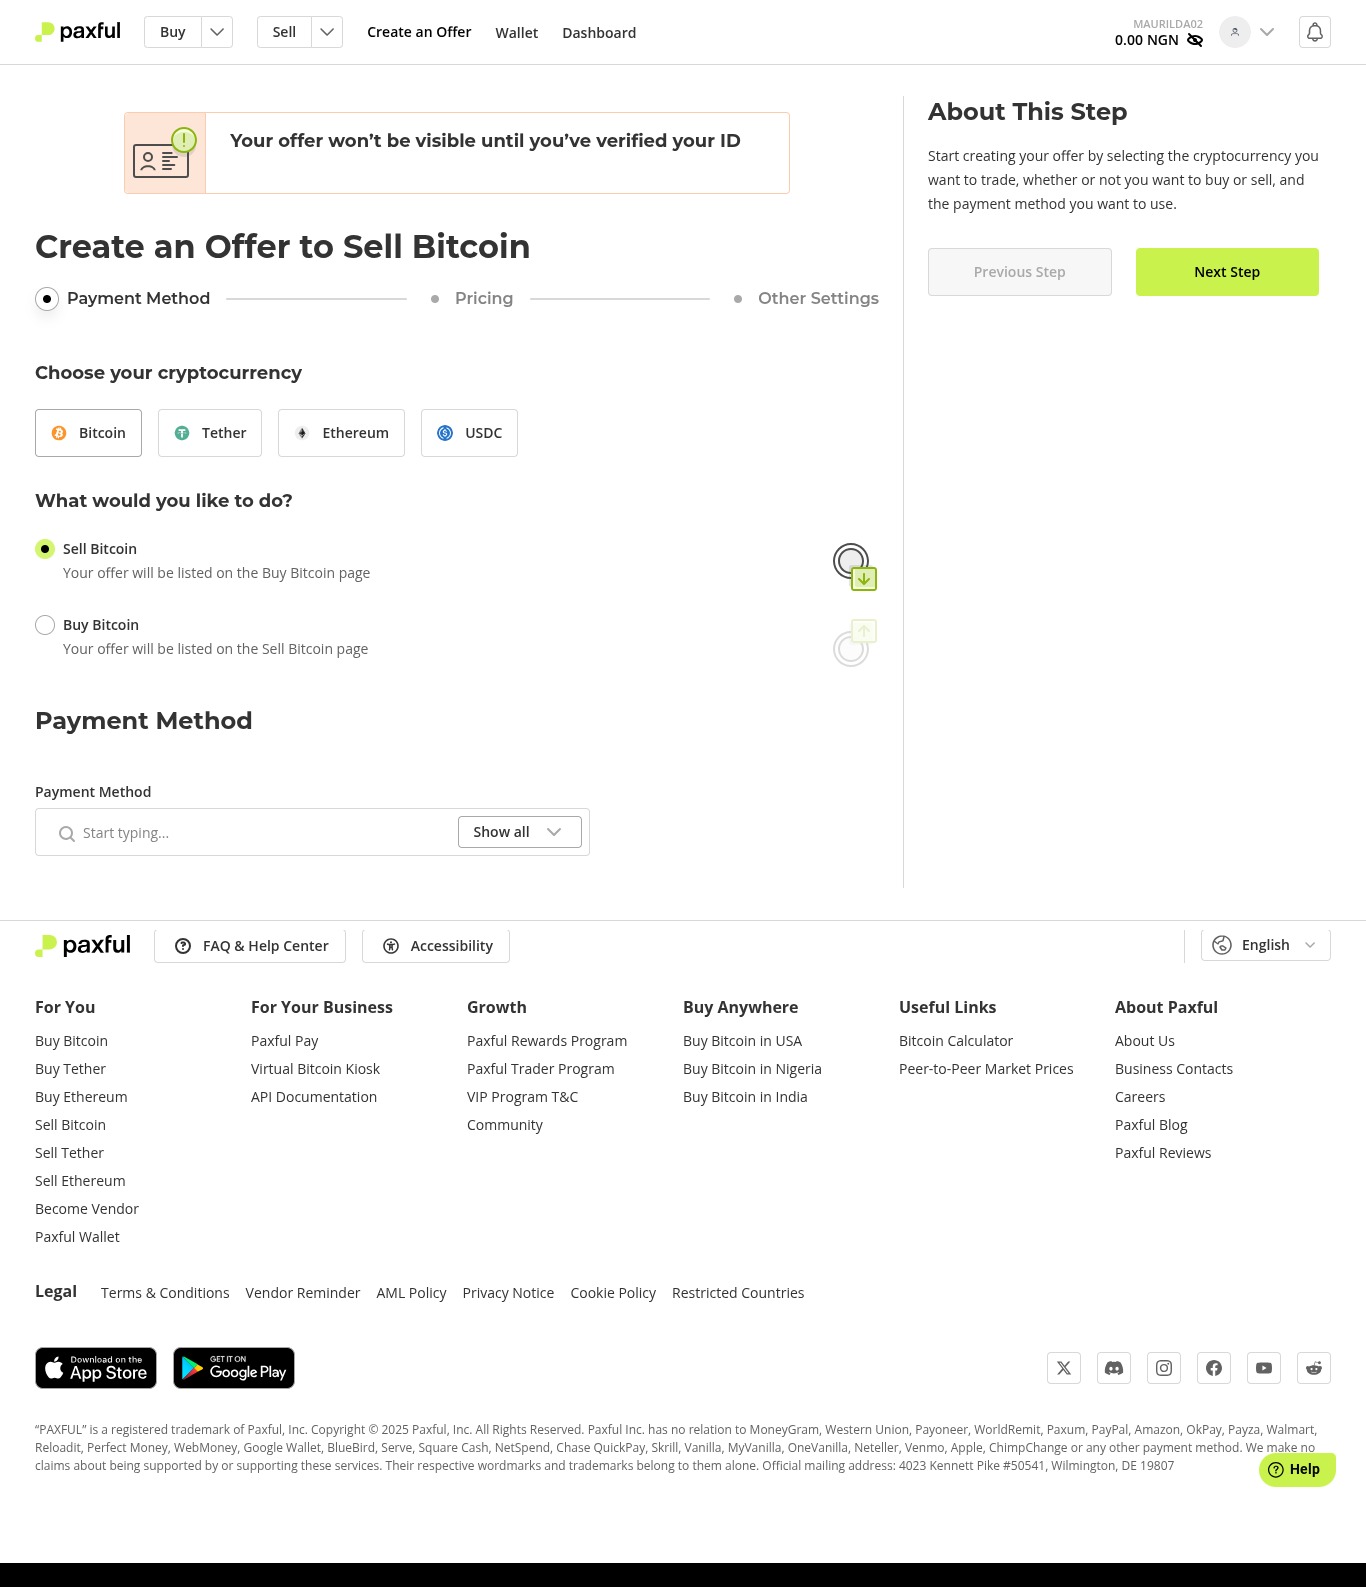 paxful
Buy
Sell
Create an Offer
Wallet
Dashboard
MAURILDA02
0.00 NGN
Your offer won’t be visible until you’ve verified your ID
Create an Offer to Sell Bitcoin
Payment Method
Pricing
Other Settings
Choose your cryptocurrency
Bitcoin
Tether
Ethereum
USDC
What would you like to do?
Sell Bitcoin
Your offer will be listed on the Buy Bitcoin page
Buy Bitcoin
Your offer will be listed on the Sell Bitcoin page
Payment Method
Payment Method
Start typing...
Show all
About This Step
Start creating your offer by selecting the cryptocurrency you
want to trade, whether or not you want to buy or sell, and
the payment method you want to use.
Previous Step
Next Step
paxful
FAQ & Help Center
Accessibility
English
For You
Buy Bitcoin
Buy Tether
Buy Ethereum
Sell Bitcoin
Sell Tether
Sell Ethereum
Become Vendor
Paxful Wallet
For Your Business
Paxful Pay
Virtual Bitcoin Kiosk
API Documentation
Growth
Paxful Rewards Program
Paxful Trader Program
VIP Program T&C
Community
Buy Anywhere
Buy Bitcoin in USA
Buy Bitcoin in Nigeria
Buy Bitcoin in India
Useful Links
Bitcoin Calculator
Peer-to-Peer Market Prices
About Paxful
About Us
Business Contacts
Careers
Paxful Blog
Paxful Reviews
Legal
Terms & Conditions
Vendor Reminder
AML Policy
Privacy Notice
Cookie Policy
Restricted Countries
Download on the
App Store
GET IT ON
Google Play
“PAXFUL” is a registered trademark of Paxful, Inc. Copyright © 2025 Paxful, Inc. All Rights Reserved. Paxful Inc. has no relation to MoneyGram, Western Union, Payoneer, WorldRemit, Paxum, PayPal, Amazon, OkPay, Payza, Walmart,
Reloadit, Perfect Money, WebMoney, Google Wallet, BlueBird, Serve, Square Cash, NetSpend, Chase QuickPay, Skrill, Vanilla, MyVanilla, OneVanilla, Neteller, Venmo, Apple, ChimpChange or any other payment method. We make no
claims about being supported by or supporting these services. Their respective wordmarks and trademarks belong to them alone. Official mailing address: 4023 Kennett Pike #50541, Wilmington, DE 19807
Help